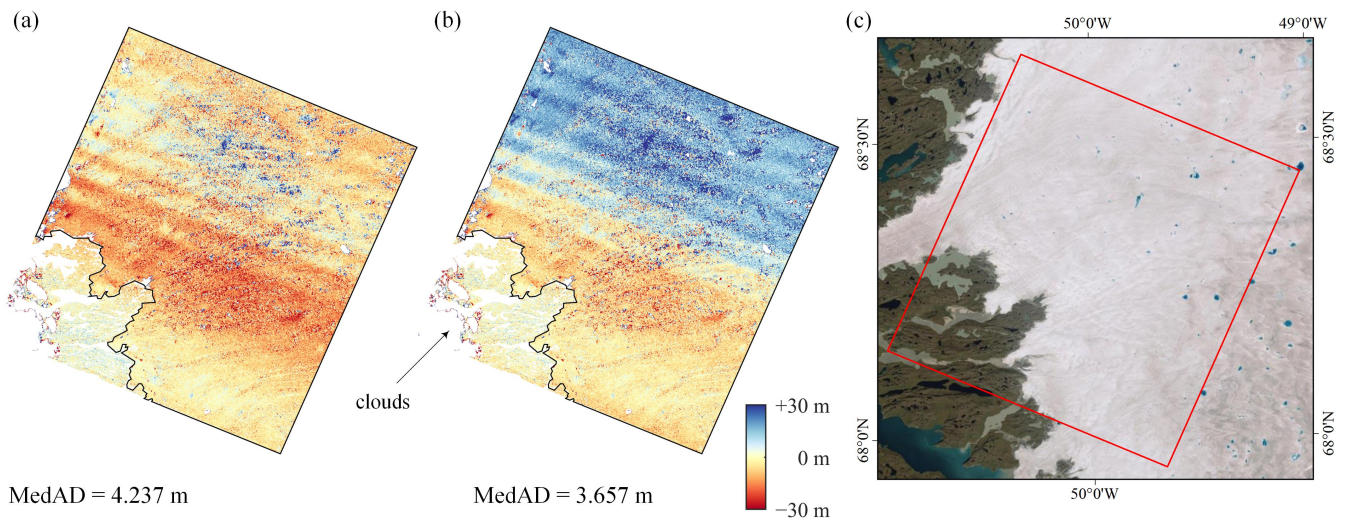 (a)
(b)
(c)
50°0'W
49°0'W
68°30'N
68°30'N
clouds
+30 m
0 m
−30 m
68°0'N
68°0'N
50°0'W
MedAD = 4.237 m
MedAD = 3.657 m